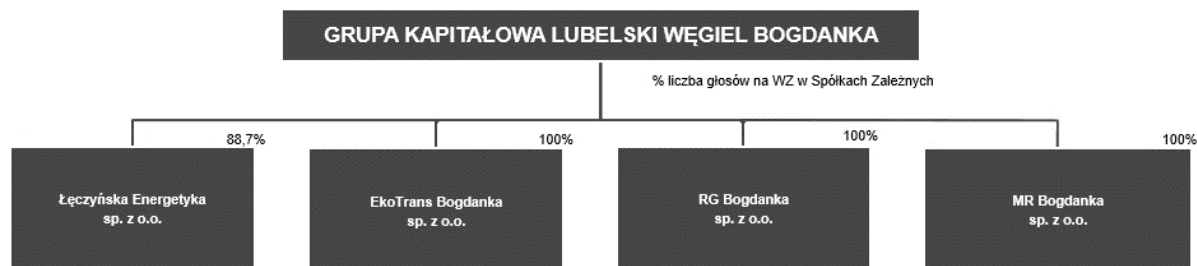 GRUPA KAPITAŁOWA LUBELSKI WĘGIEL BOGDANKA
% liczba głosów na WZ w Spółkach Zależnych
88,7%
100%
100%
100%
Łęczyńska Energetyka
sp. z o.o.
EkoTrans Bogdanka
sp. z o.o.
RG Bogdanka
sp. z o.o.
MR Bogdanka
sp. z o.o.